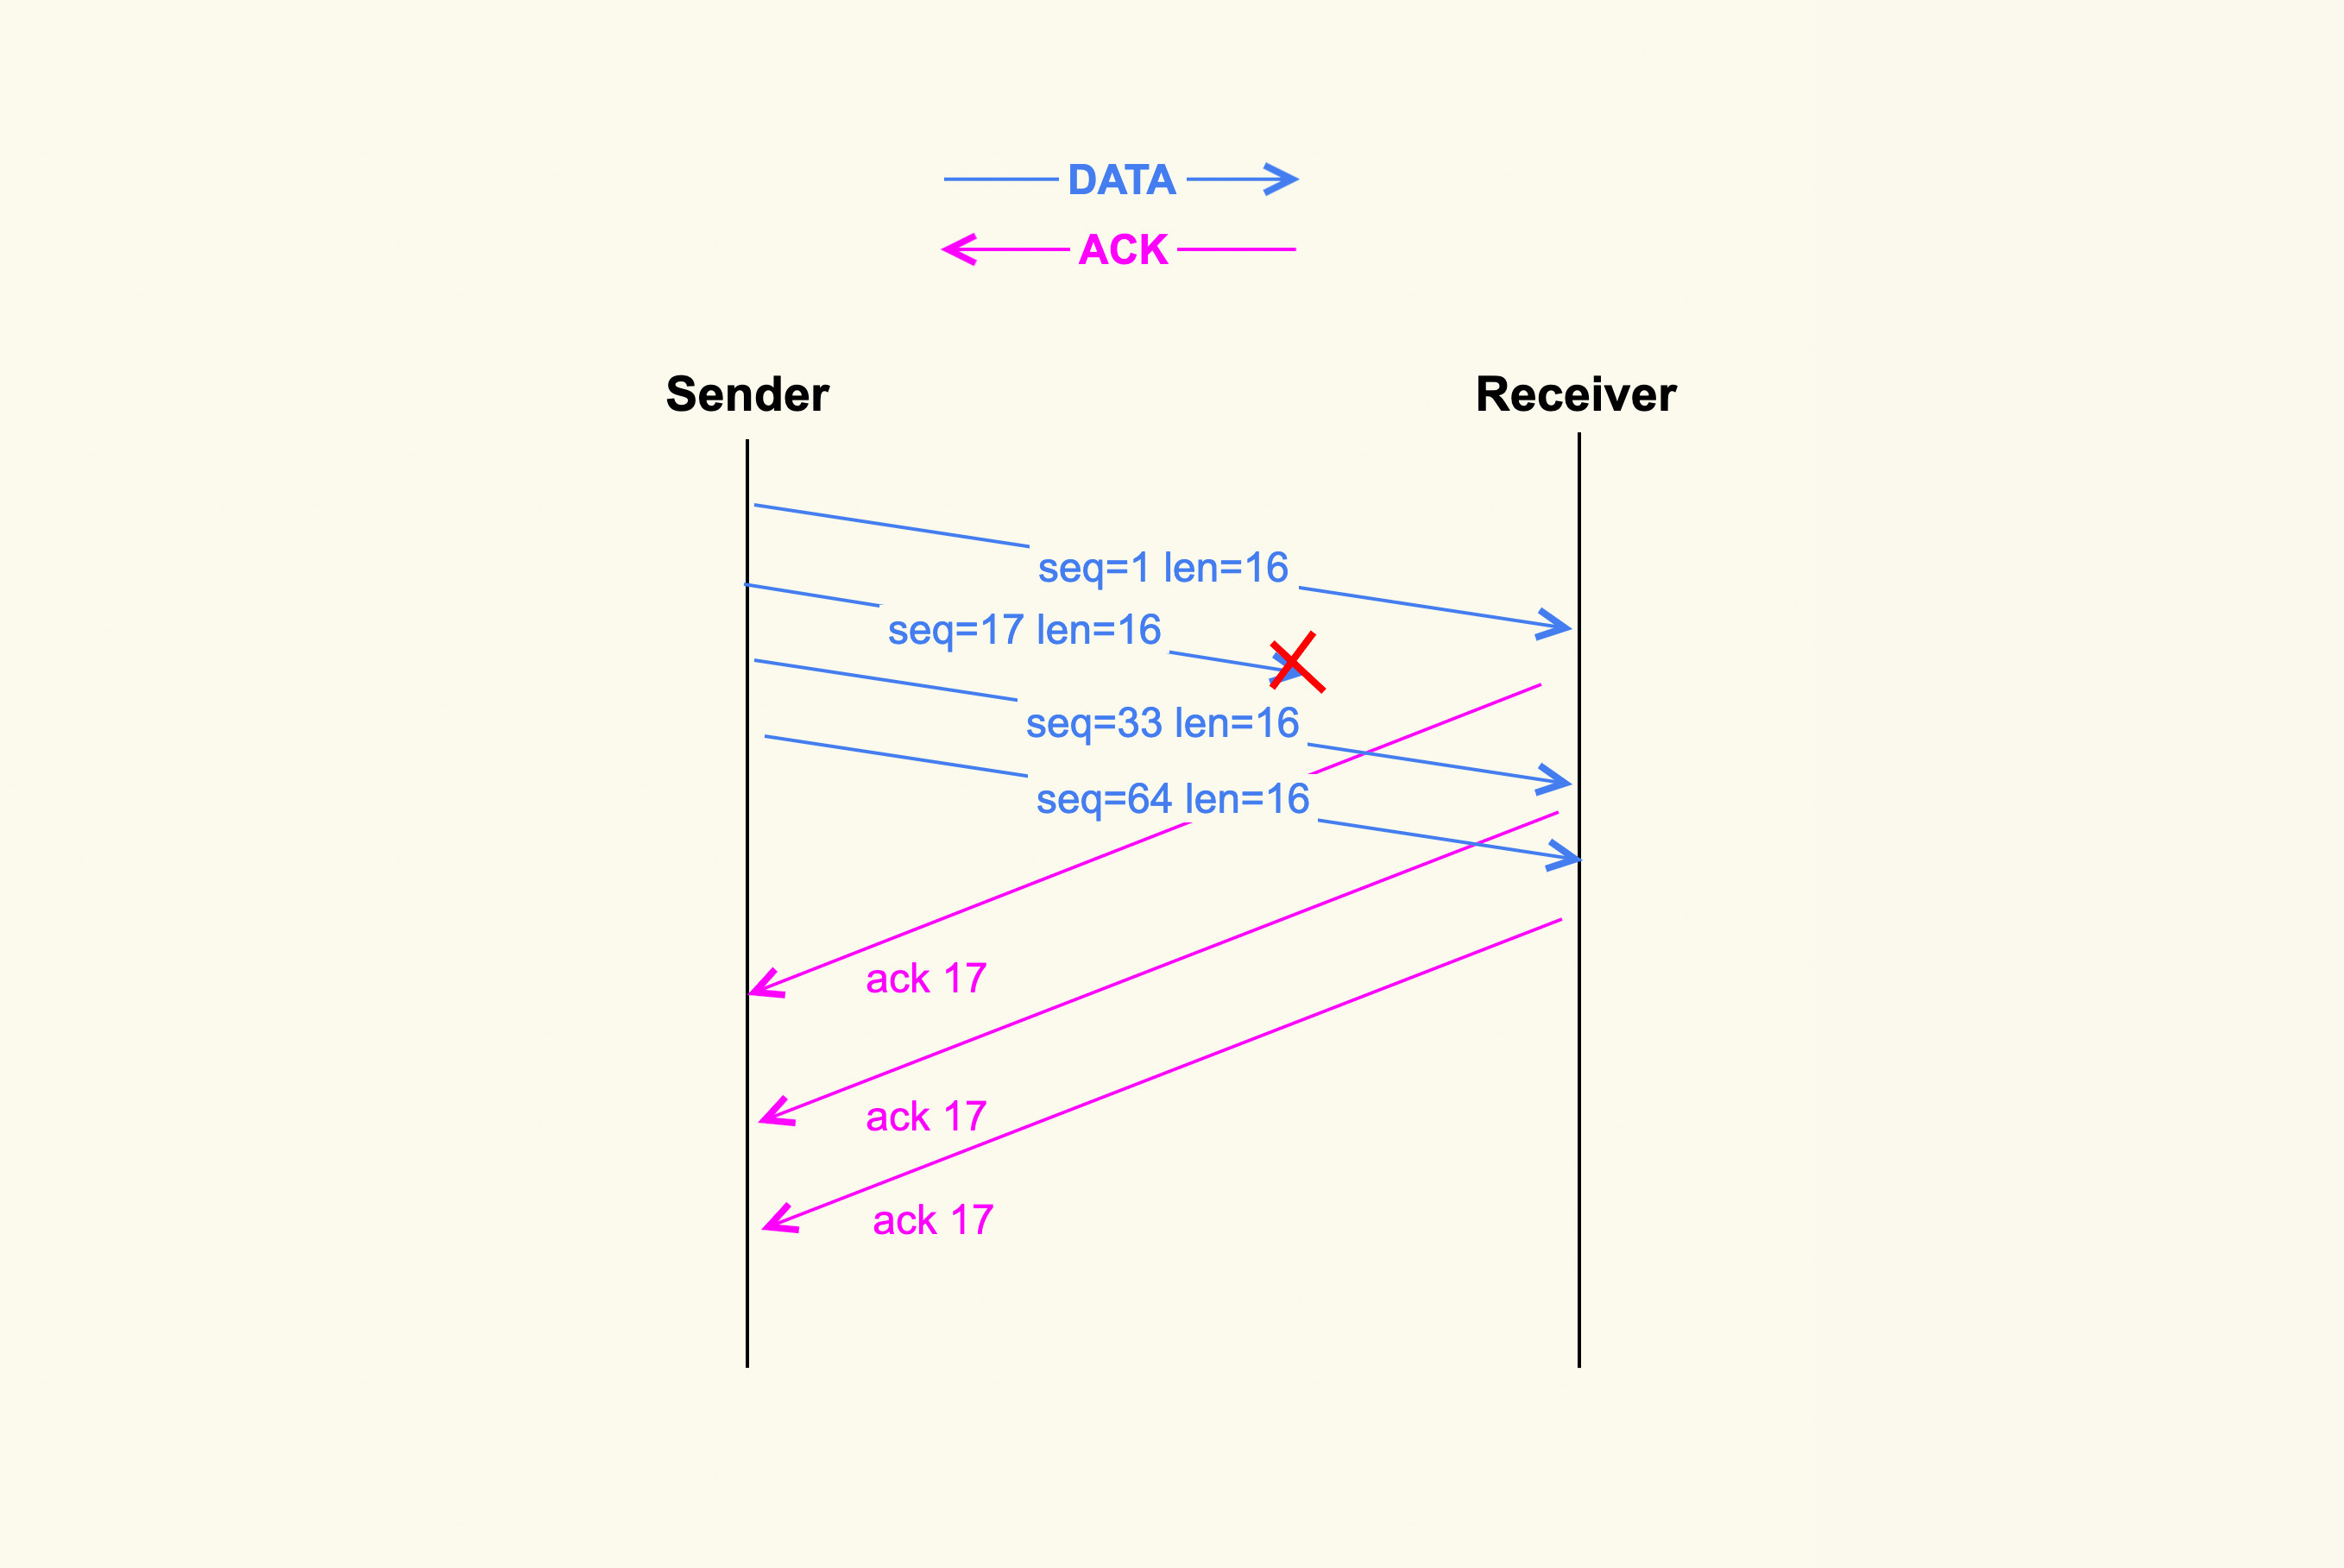 DATA
ACK
Sender
Receiver
seq=1 len=16
seq=17 len=16
seq=33 len=16
seq=64 len=16
ack 17
ack 17
ack 17